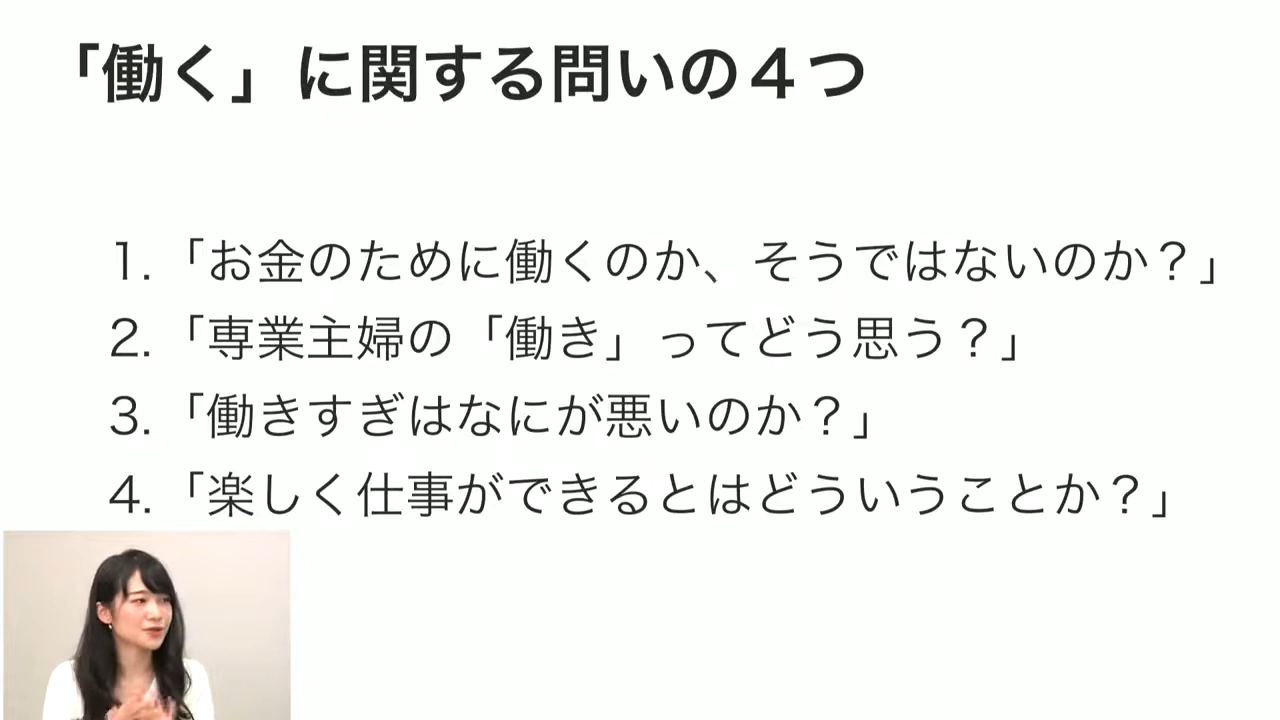 「働く」に関する問いの４つ
1. 「お金のために働くのか、そうではないのか？」
2. 「専業主婦の「働き」ってどう思う？」
3. 「働きすぎはなにが悪いのか？」
4. 「楽しく仕事ができるとはどういうことか？」